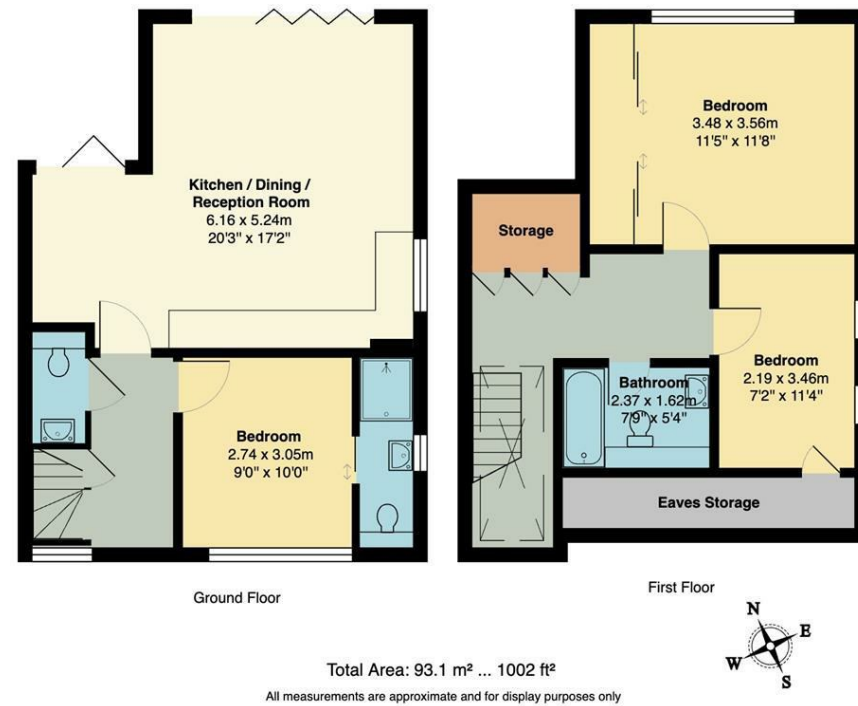 Kitchen / Dining /
Reception Room
6.16 x 5.24m
20'3" x 17'2"
Bedroom
2.74 x 3.05m
9'0" x 10'0"
Ground Floor
Bedroom
3.48 x 3.56m
11'5" x 11'8"
Storage
Bedroom
2.19 x 3.46m
7'2" x 11'4"
Bathroom
2.37 x 1.62m
7'9" x 5'4"
Eaves Storage
First Floor
N
E
W
S
Total Area: 93.1 m² ... 1002 ft²
All measurements are approximate and for display purposes only